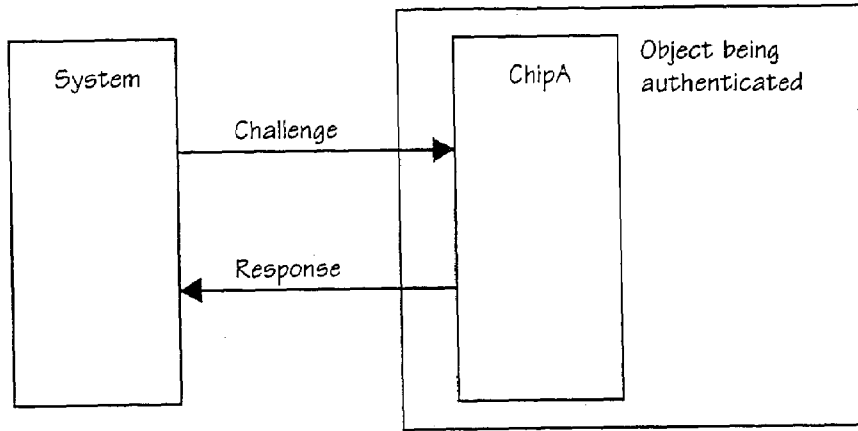 System
ChipA
Object being
authenticated
Challenge
Response